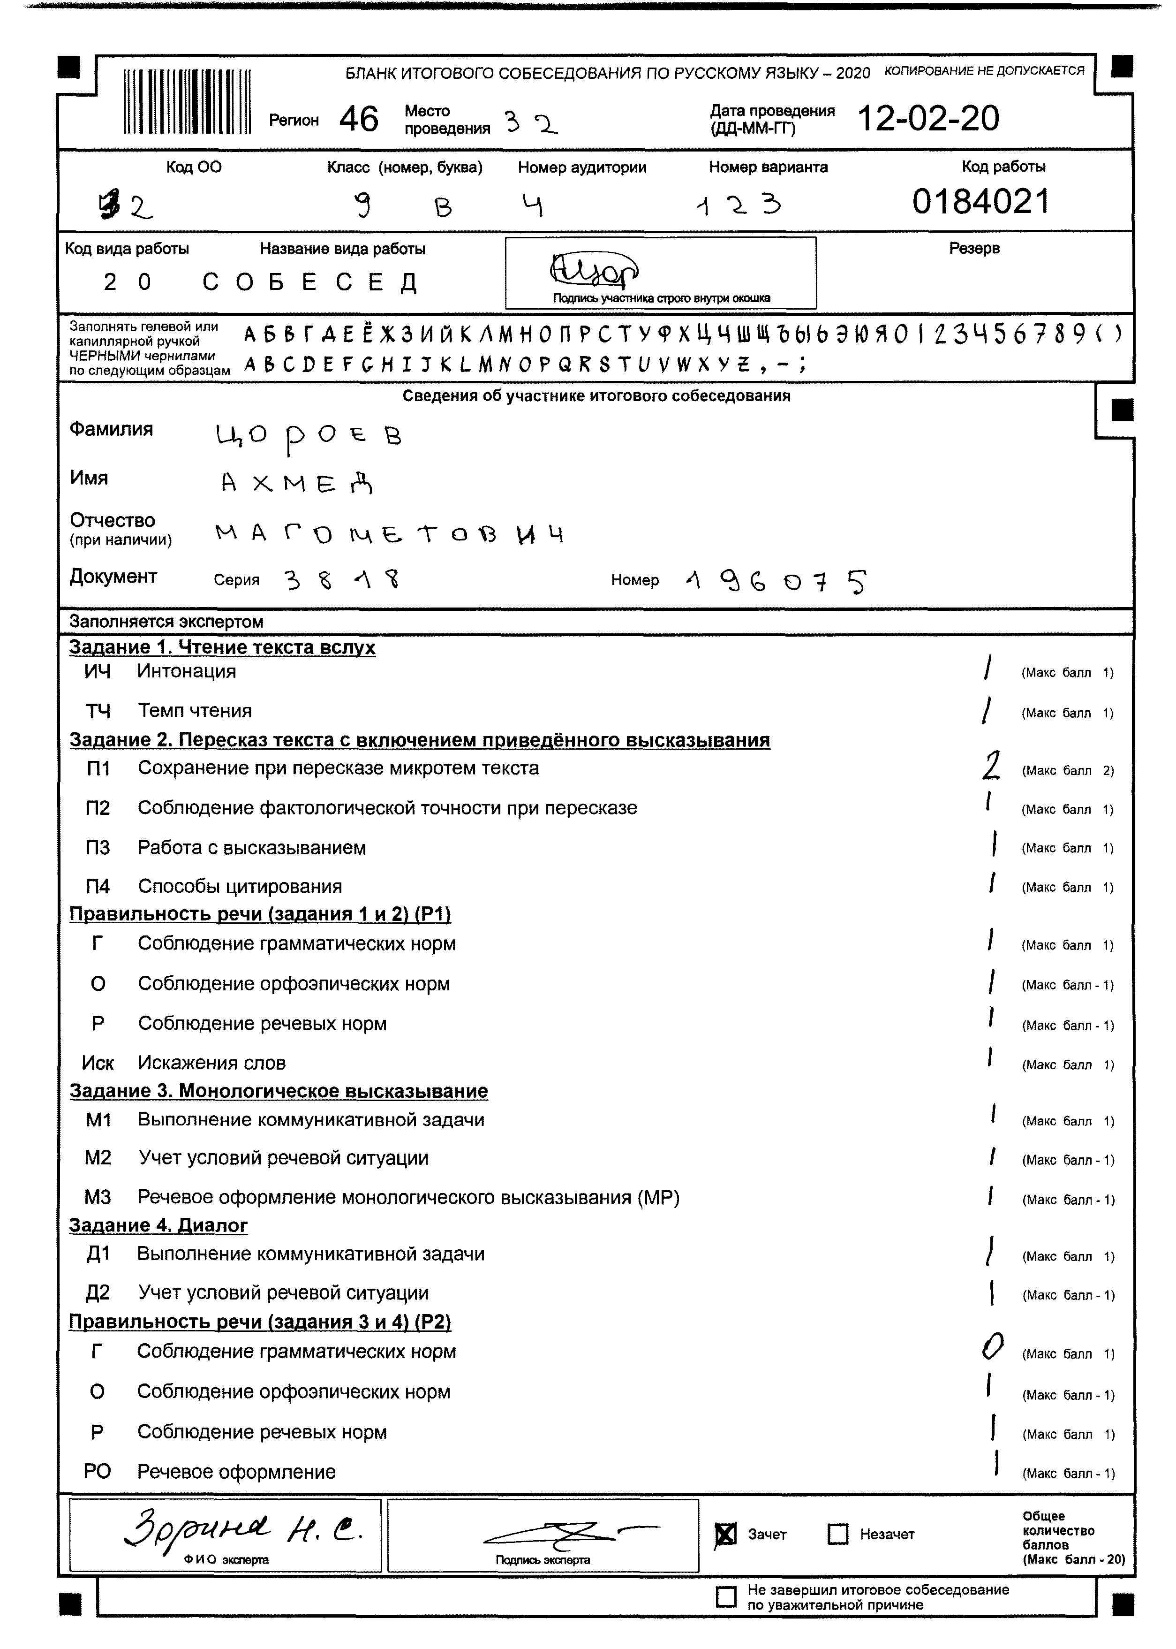 БЛАНК ИТОГОВОГО СОБЕСЕДОВАНИЯ ПО РУССКОМУ ЯЗЫКУ – 2020 КОПИРОВАНИЕ НЕ ДОПУСКАЕТСЯ
Регион 46 Место проведения 32 Дата проведения (ДД-ММ-ГГ) 12-02-20
Код ОО Класс (номер, буква) Номер аудитории Номер варианта Код работы
32 9 В 4 123 0184021
Код вида работы Название вида работы Резерв
20 СОБЕСЕД
Подпись участника строго внутри окошка
Заполнять гелевой или
капиллярной ручкой
ЧЕРНЫМИ чернилами
по следующим образцам
АБВГДЕЁЖЗИЙКЛМНОПРСТУФХЦЧШЩЪЫЬЭЮЯ0123456789()
ABCDEFGHIJKLMNOPQRSTUVWXYZ,-;
Сведения об участнике итогового собеседования
Фамилия ЦОРОЕВ
Имя АХМЕД
Отчество МАГОМЕТОВИЧ
(при наличии)
Документ Серия 3818 Номер 196075
Заполняется экспертом
Задание 1. Чтение текста вслух
ИЧ Интонация 1 (Макс балл 1)
ТЧ Темп чтения 1 (Макс балл 1)
Задание 2. Пересказ текста с включением приведённого высказывания
П1 Сохранение при пересказе микротем текста 2 (Макс балл 2)
П2 Соблюдение фактологической точности при пересказе 1 (Макс балл 1)
П3 Работа с высказыванием 1 (Макс балл 1)
П4 Способы цитирования 1 (Макс балл 1)
Правильность речи (задания 1 и 2) (Р1)
Г Соблюдение грамматических норм 1 (Макс балл 1)
О Соблюдение орфоэпических норм 1 (Макс балл - 1)
Р Соблюдение речевых норм 1 (Макс балл - 1)
Иск Искажения слов 1 (Макс балл 1)
Задание 3. Монологическое высказывание
М1 Выполнение коммуникативной задачи 1 (Макс балл 1)
М2 Учет условий речевой ситуации 1 (Макс балл - 1)
М3 Речевое оформление монологического высказывания (МР) 1 (Макс балл - 1)
Задание 4. Диалог
Д1 Выполнение коммуникативной задачи 1 (Макс балл 1)
Д2 Учет условий речевой ситуации 1 (Макс балл - 1)
Правильность речи (задания 3 и 4) (Р2)
Г Соблюдение грамматических норм 0 (Макс балл 1)
О Соблюдение орфоэпических норм 1 (Макс балл - 1)
Р Соблюдение речевых норм 1 (Макс балл 1)
РО Речевое оформление 1 (Макс балл - 1)
Зорина Н. С.
ФИО эксперта Подпись эксперта
Зачет Незачет
Общее
количество
баллов
(Макс балл - 20)
Не завершил итоговое собеседование
по уважительной причине